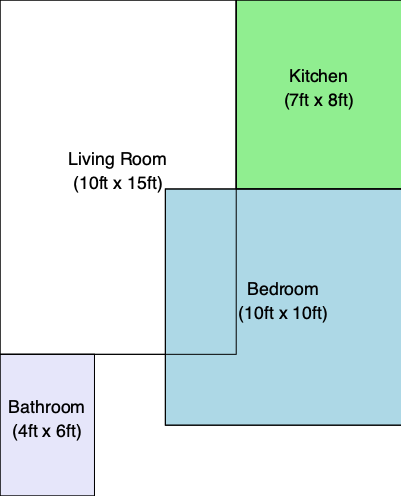 Kitchen
(7ft x 8ft)
Living Room
(10ft x 15ft)
Bedroom
(10ft x 10ft)
Bathroom
(4ft x 6ft)